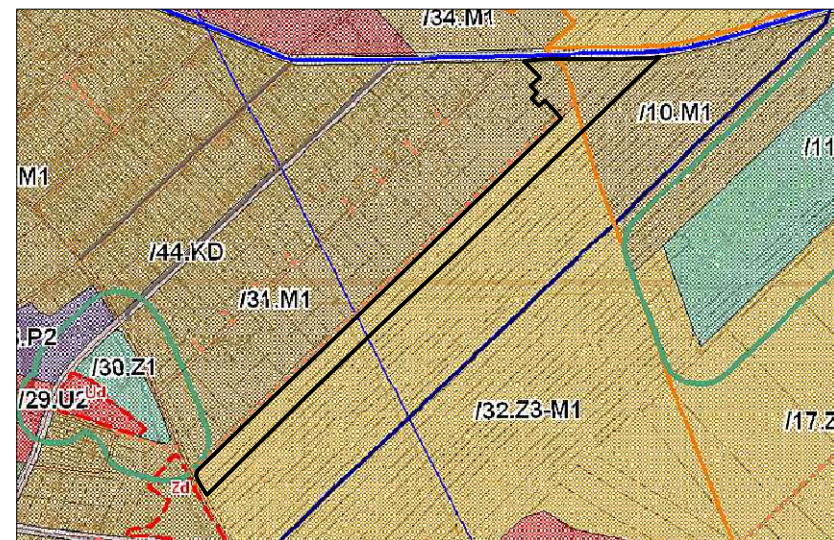 /34.M1
/10.M1
/11
M1
/44.KD
/31.M1
.P2
/30.Z1
/29.U2
Ud
/32.Z3-M1
/17.Z
Zd